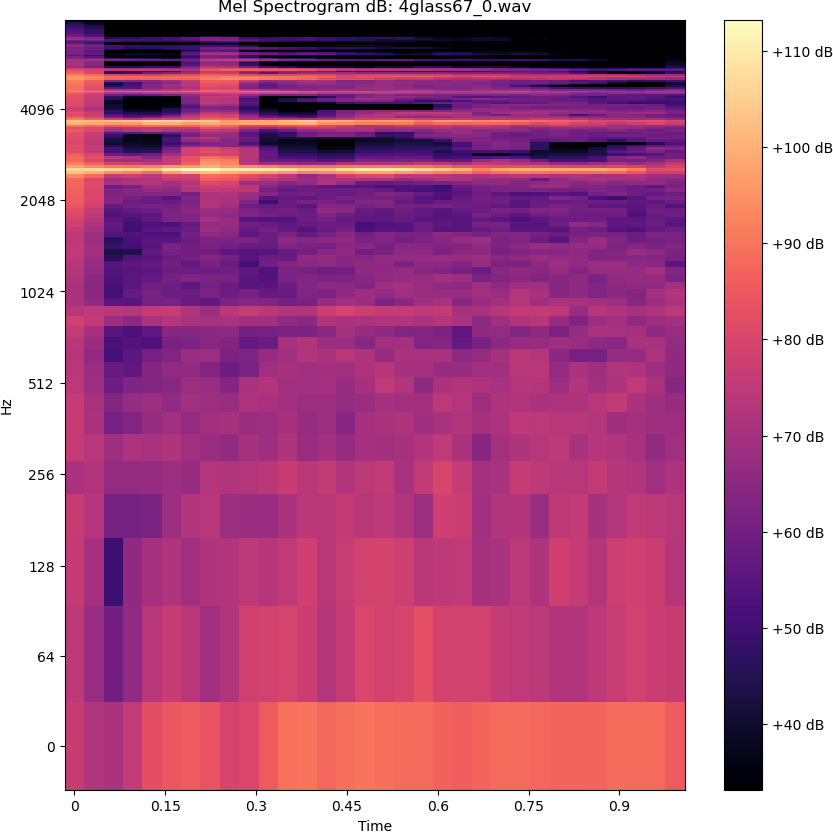 Mel Spectrogram dB: 4glass67_0.wav
+110 dB
4096
+100 dB
2048
+90 dB
1024
+80 dB
512
Hz
+70 dB
256
+60 dB
128
+50 dB
64
+40 dB
0
0 0.15 0.3 0.45 0.6 0.75 0.9
Time